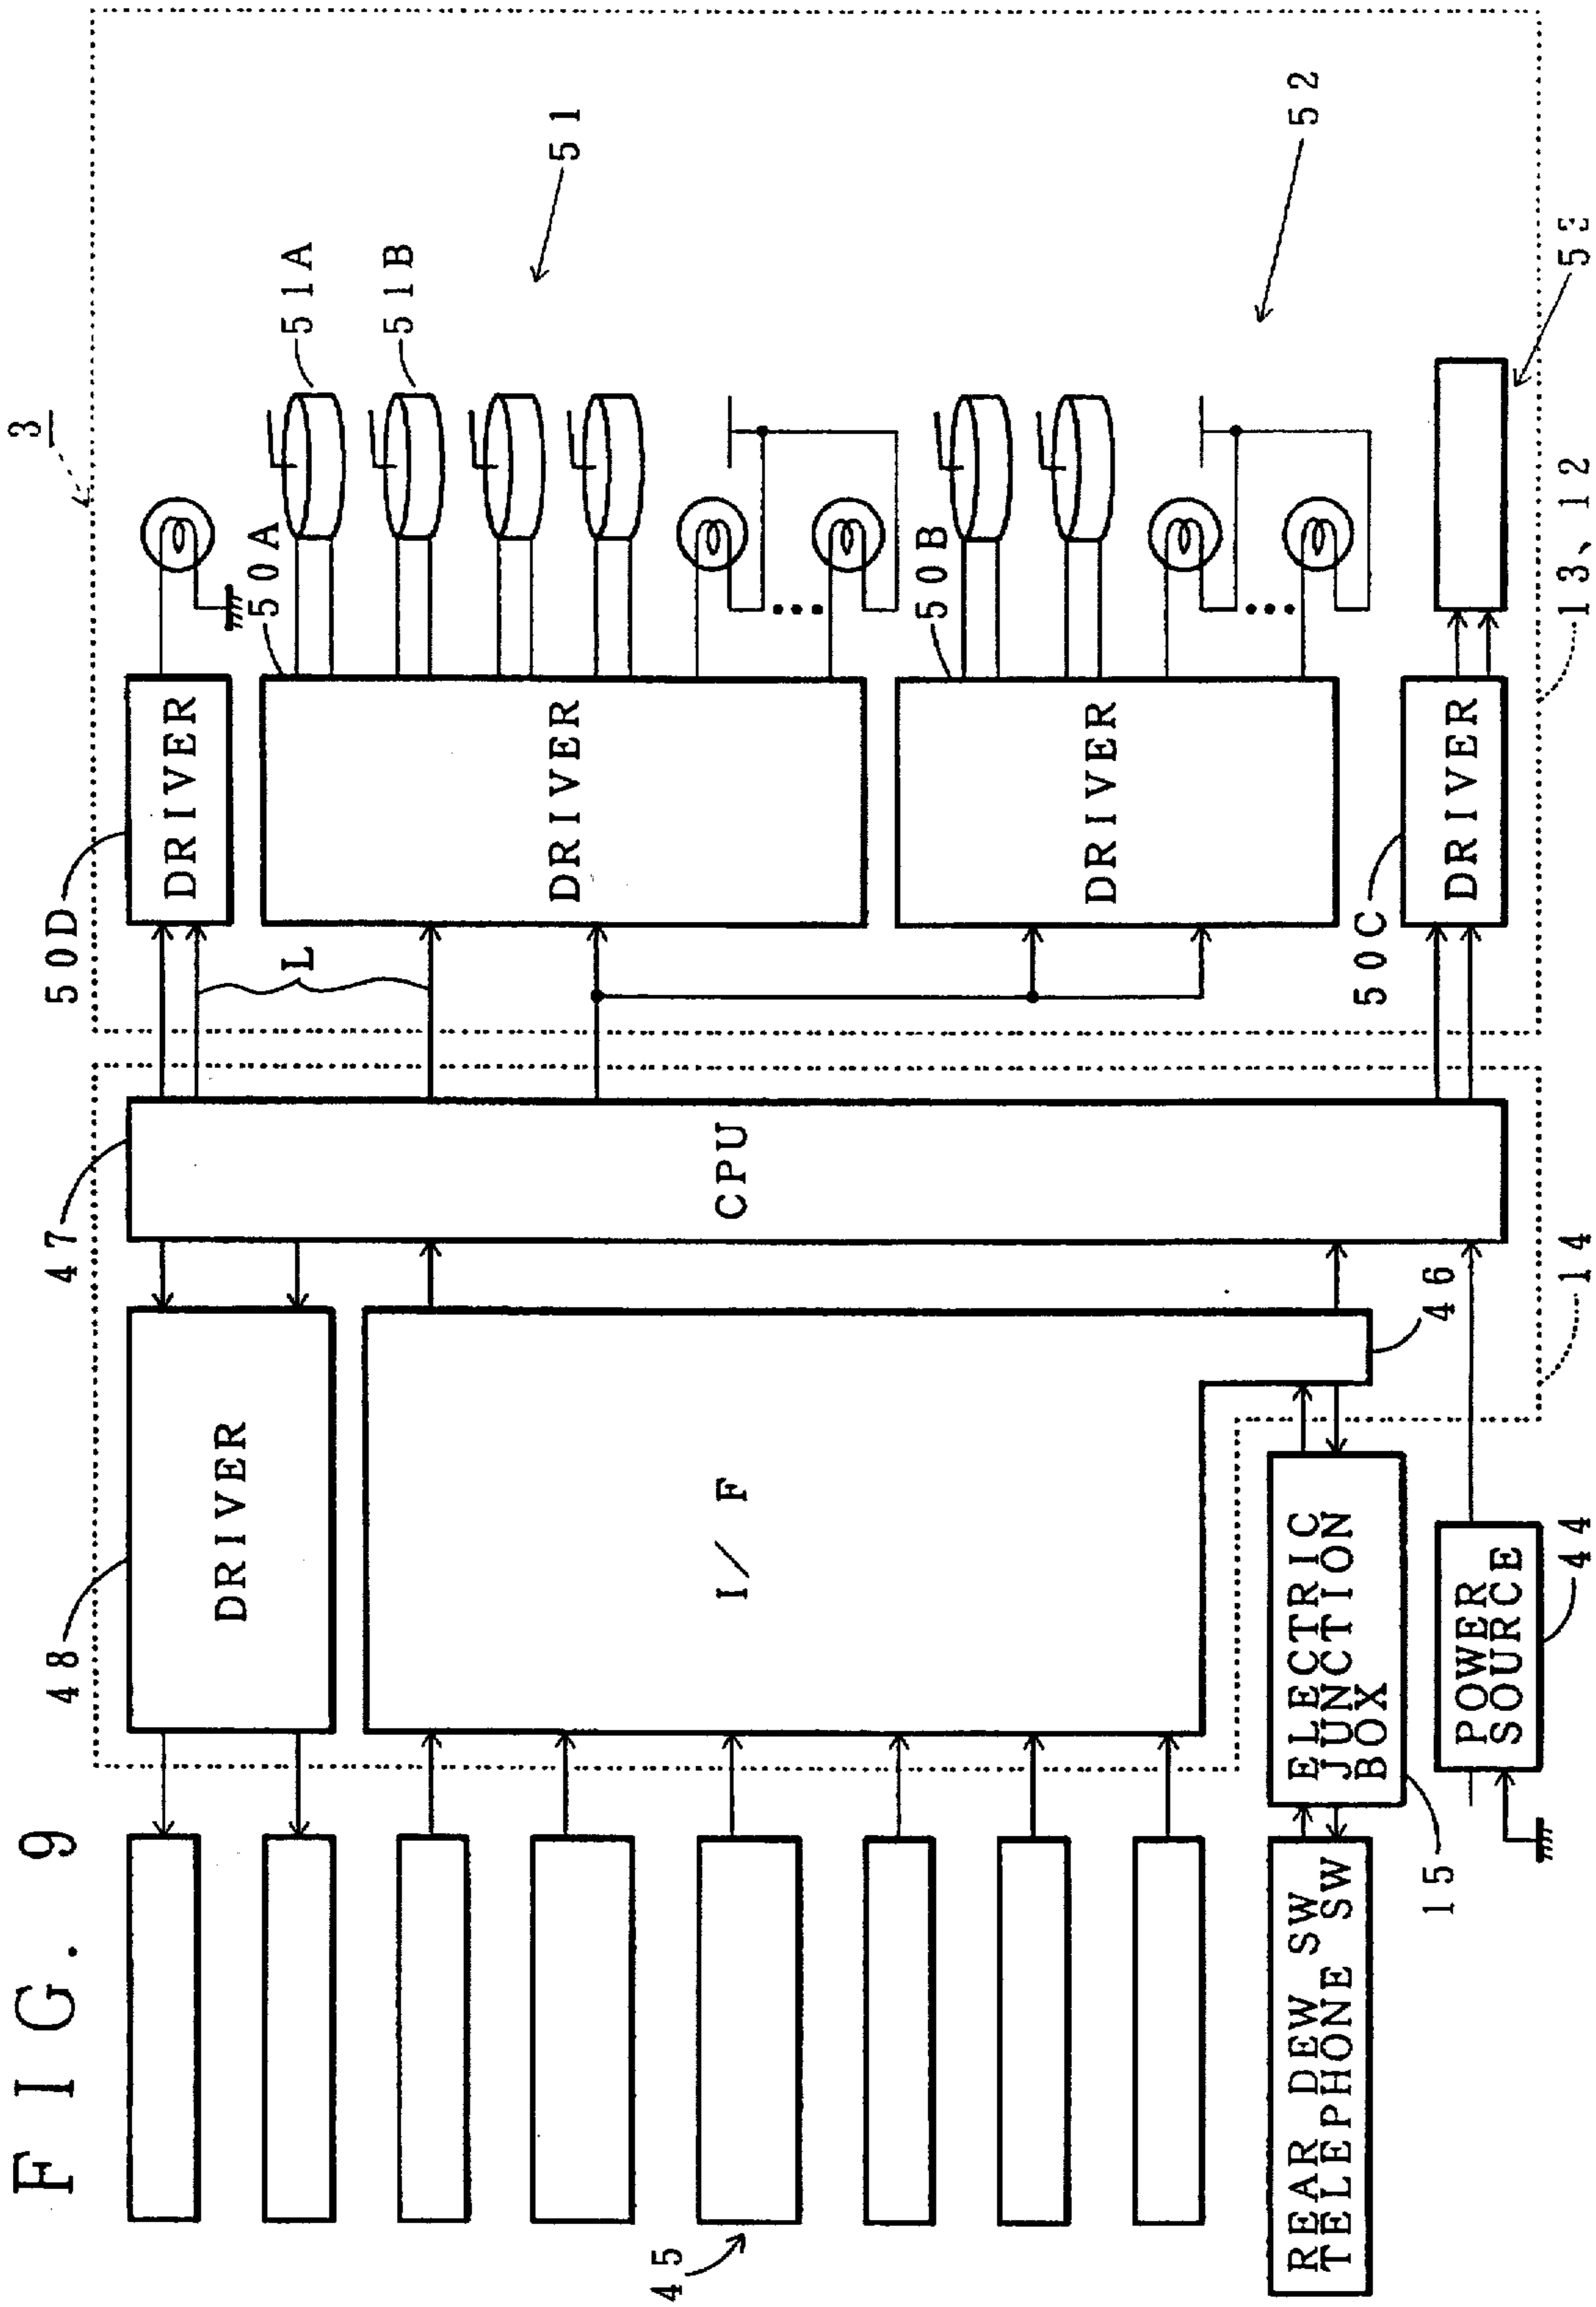 FIG. 9
3
50D
DRIVER
L
50A
DRIVER
51A
51B
51
50B
DRIVER
52
50C
DRIVER
13、12
47
CPU
48
DRIVER
I/F
46
14
45
REAR DEW SW
TELEPHONE SW
ELECTRIC
JUNCTION
BOX
15
POWER
SOURCE
44